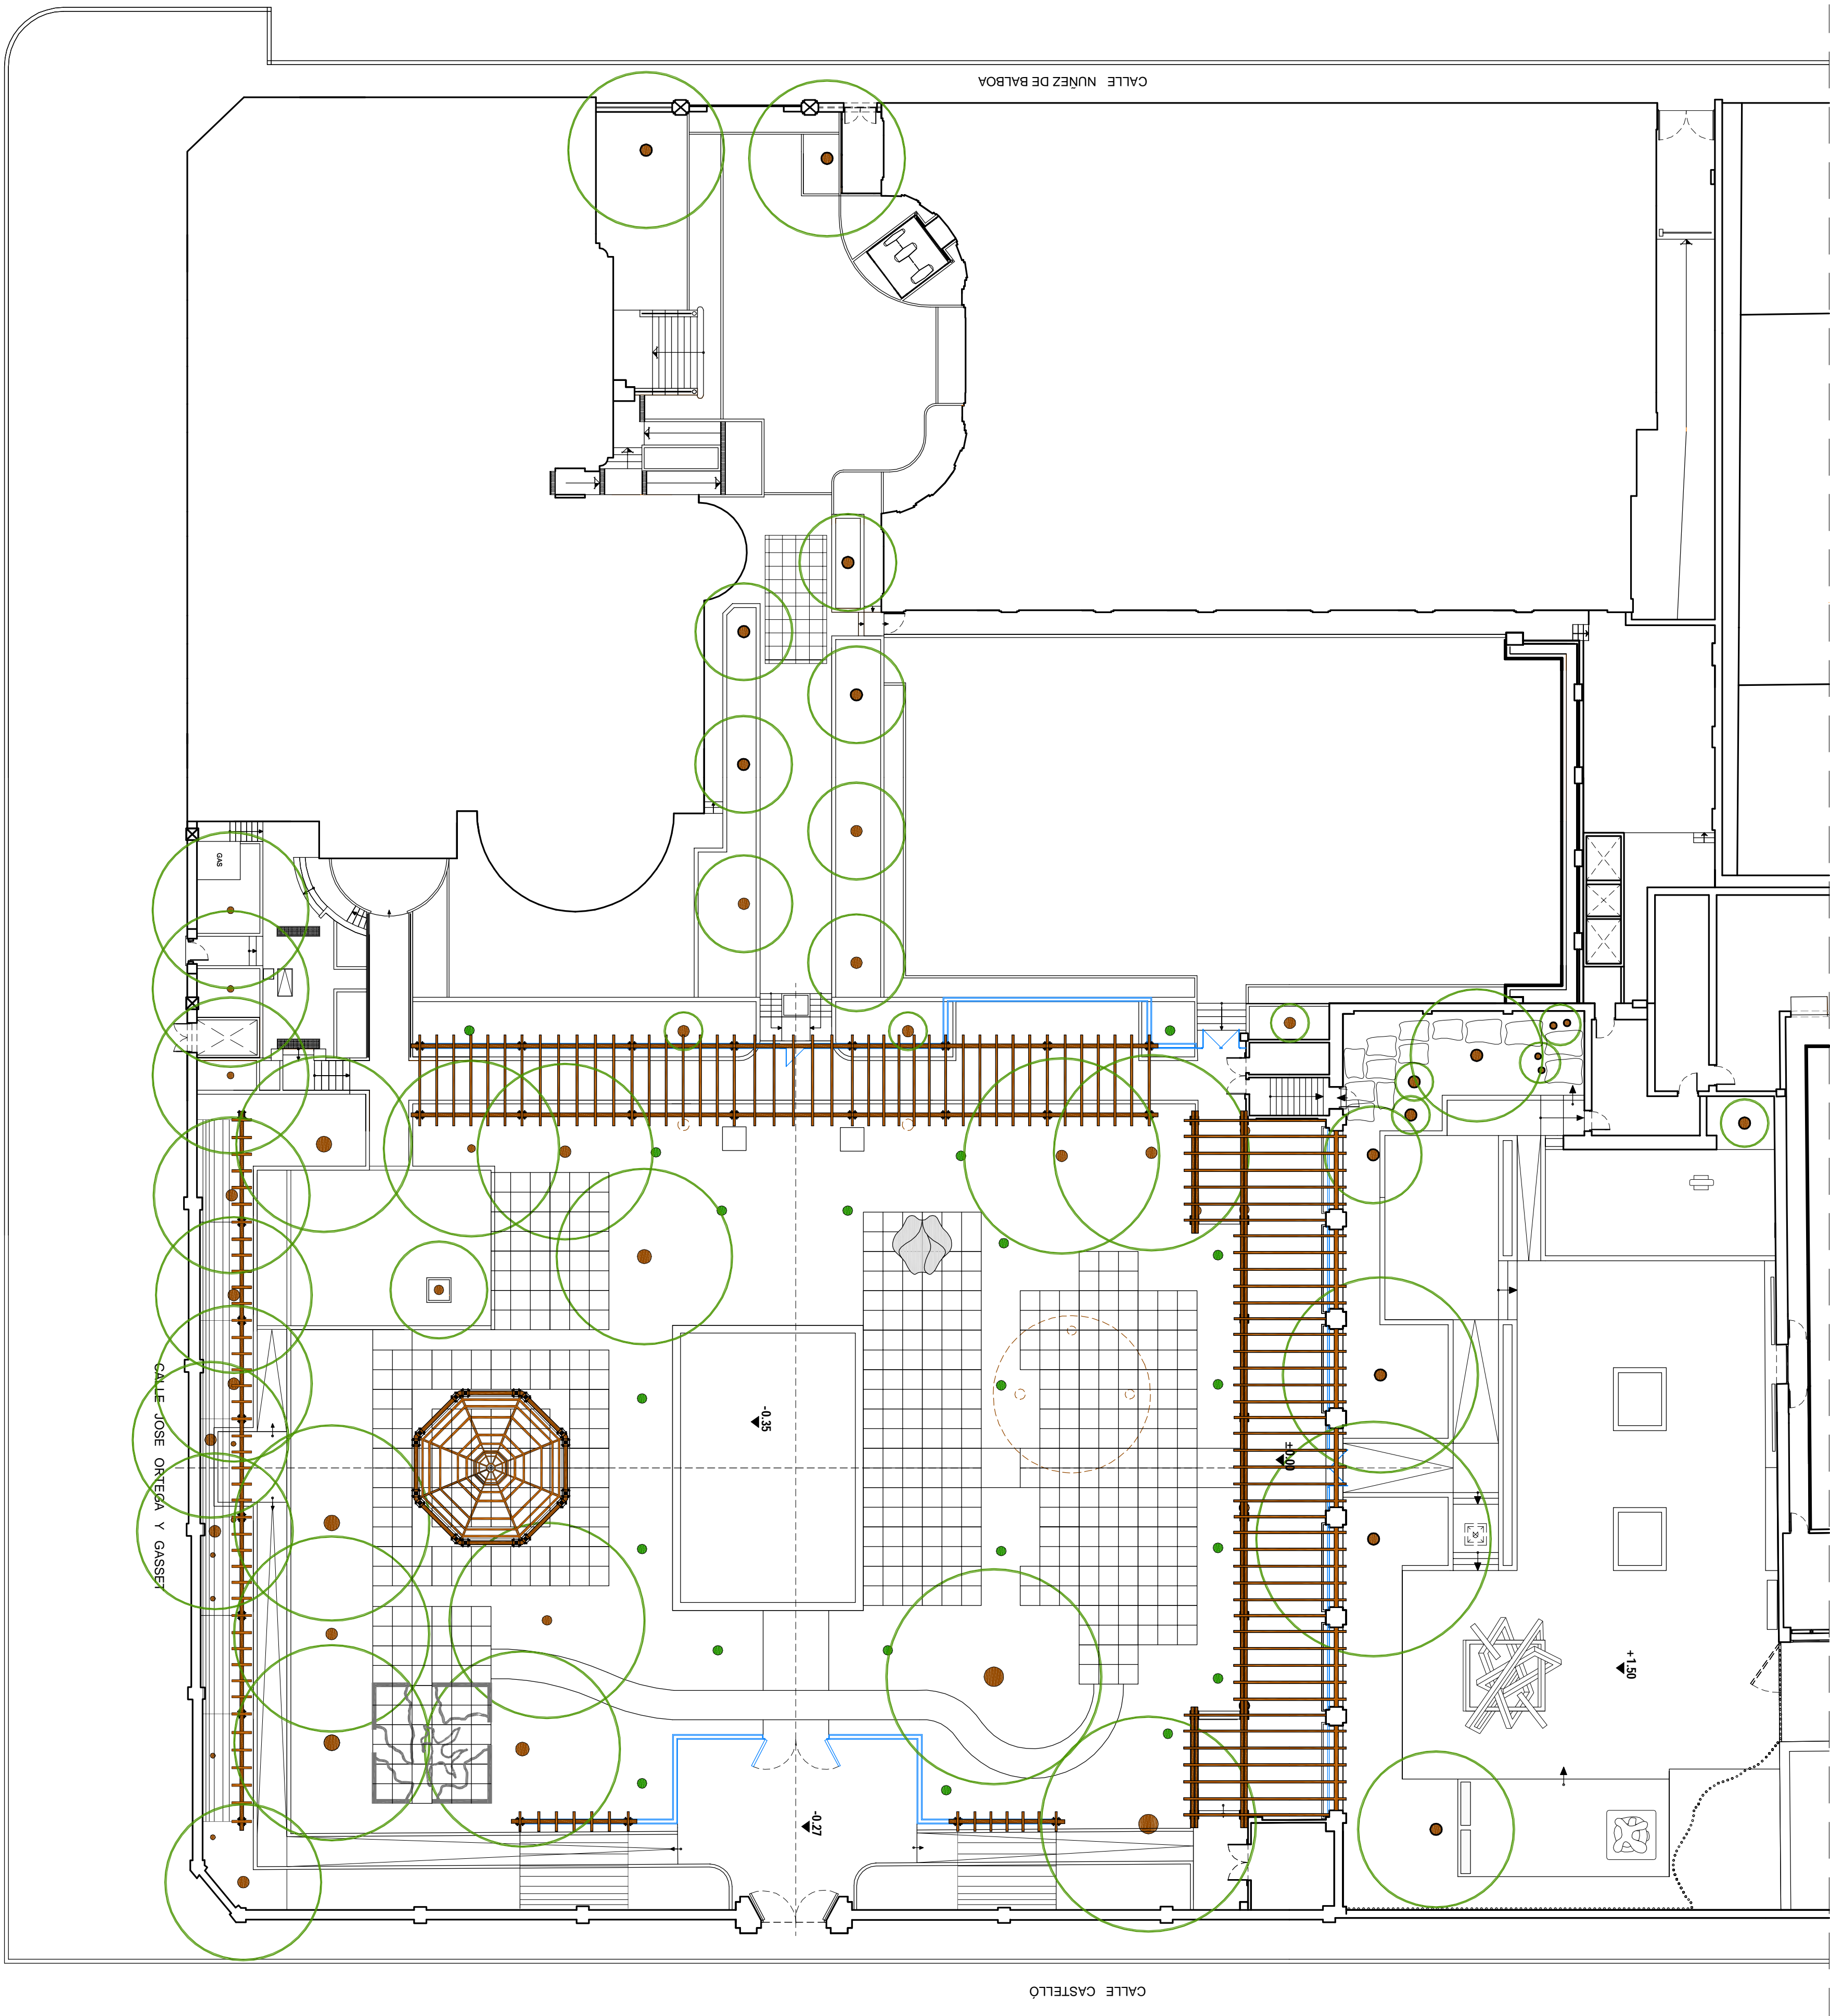 CALLE NUÑEZ DE BALBOA
GAS
CALLE JOSE ORTEGA Y GASSET
-0.35
±0.00
+1.50
-0.27
CALLE CASTELLÓ